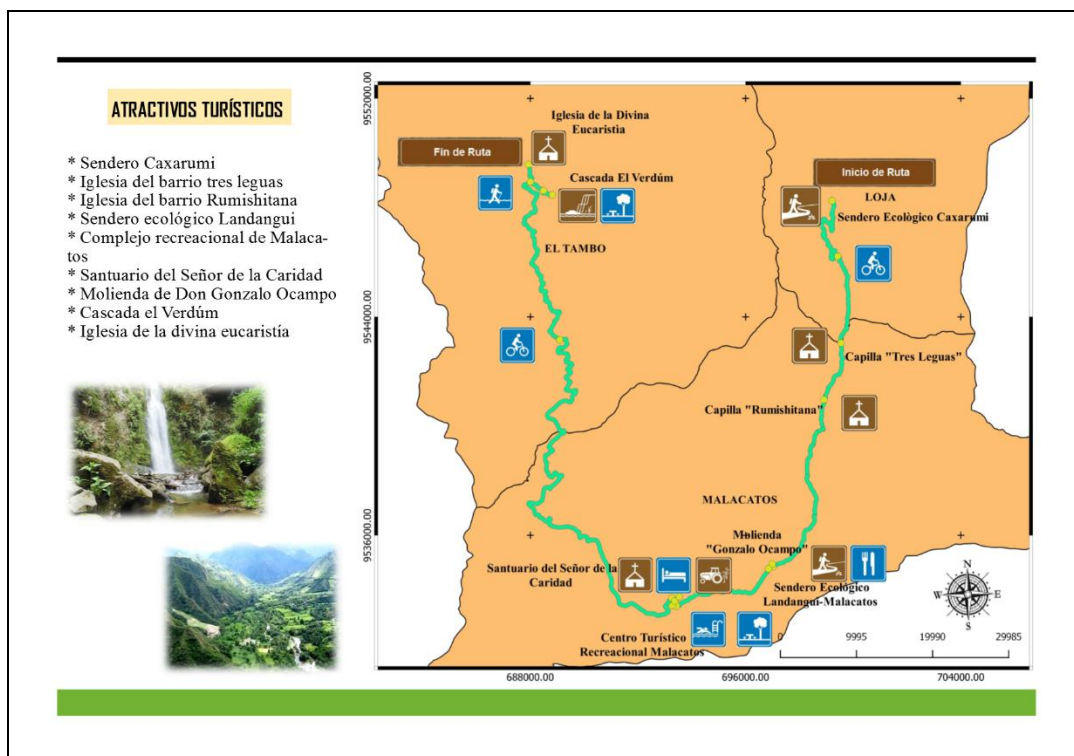 ATRACTIVOS TURÍSTICOS
* Sendero Caxarumi
* Iglesia del barrio tres leguas
* Iglesia del barrio Rumishitana
* Sendero ecológico Landangui
* Complejo recreacional de Malaca-
tos
* Santuario del Señor de la Caridad
* Molienda de Don Gonzalo Ocampo
* Cascada el Verdúm
* Iglesia de la divina eucaristía
9552000.00
9544000.00
9536000.00
Iglesia de la Divina
Eucaristìa
Fin de Ruta
Cascada El Verdúm
Inicio de Ruta
LOJA
Sendero Ecològico Caxarumi
EL TAMBO
Capilla "Tres Leguas"
Capilla "Rumishitana"
MALACATOS
Molienda
"Gonzalo Ocampo"
Santuario del Señor de la
Caridad
Sendero Ecológico
Landangui-Malacatos
Centro Turístico
Recreacional Malacatos
N
W
E
S
0
9995
19990
29985
688000.00
696000.00
704000.00